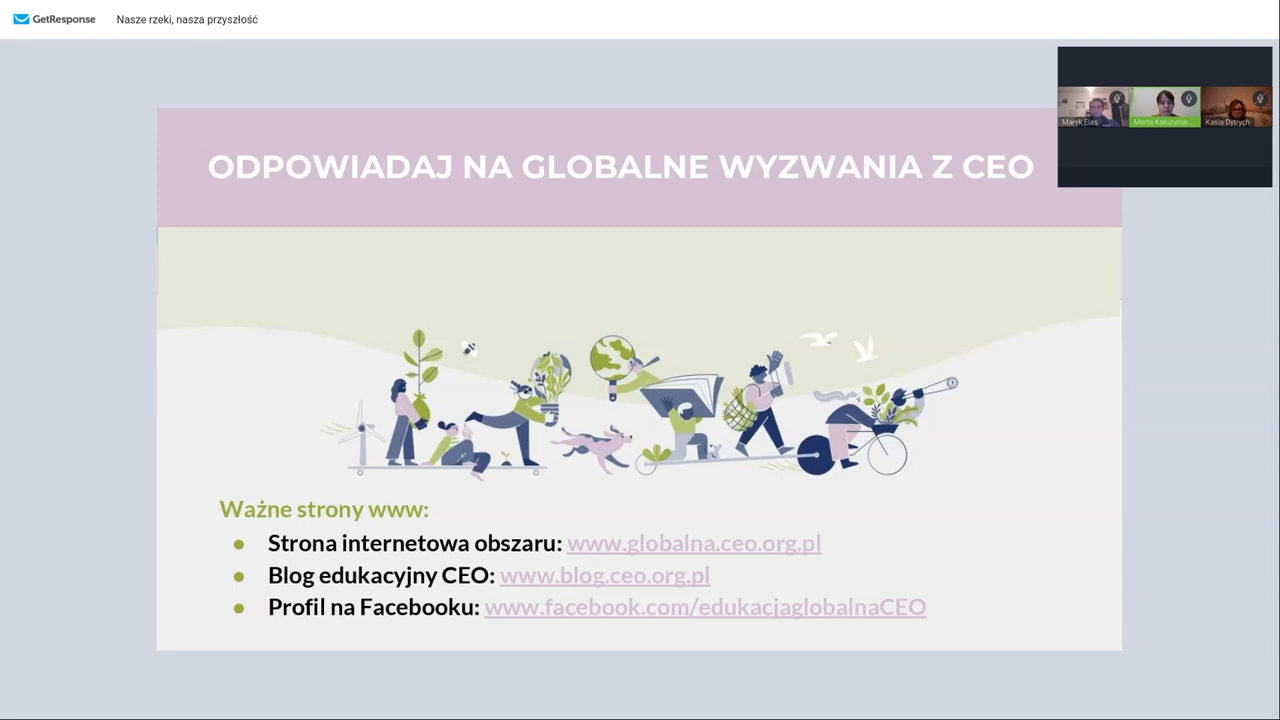 GetResponse Nasze rzeki, nasza przyszłość
Marek Elas Marta Kałużyńsk... Kasia Dytrych
ODPOWIADAJ NA GLOBALNE WYZWANIA Z CEO
Ważne strony www:
● Strona internetowa obszaru: www.globalna.ceo.org.pl
● Blog edukacyjny CEO: www.blog.ceo.org.pl
● Profil na Facebooku: www.facebook.com/edukacjaglobalnaCEO